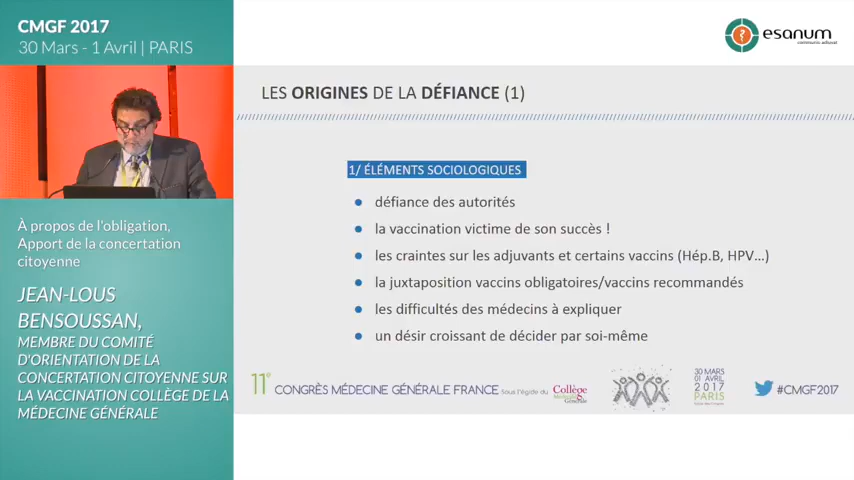 CMGF 2017
30 Mars - 1 Avril | PARIS
esanum
LES ORIGINES DE LA DÉFIANCE (1)
1/ ÉLÉMENTS SOCIOLOGIQUES
défiance des autorités
la vaccination victime de son succès !
les craintes sur les adjuvants et certains vaccins (Hép.B, HPV...)
la juxtaposition vaccins obligatoires/vaccins recommandés
les difficultés des médecins à expliquer
un désir croissant de décider par soi-même
À propos de l'obligation,
Apport de la concertation
citoyenne
JEAN-LOUS
BENSOUSSAN,
MEMBRE DU COMITÉ
D'ORIENTATION DE LA
CONCERTATION CITOYENNE SUR
LA VACCINATION COLLÈGE DE LA
MÉDECINE GÉNÉRALE
11e CONGRÈS MÉDECINE GÉNÉRALE FRANCE Sous l'égide du Collège
30 MARS
01 AVRIL
2017
PARIS
#CMGF2017